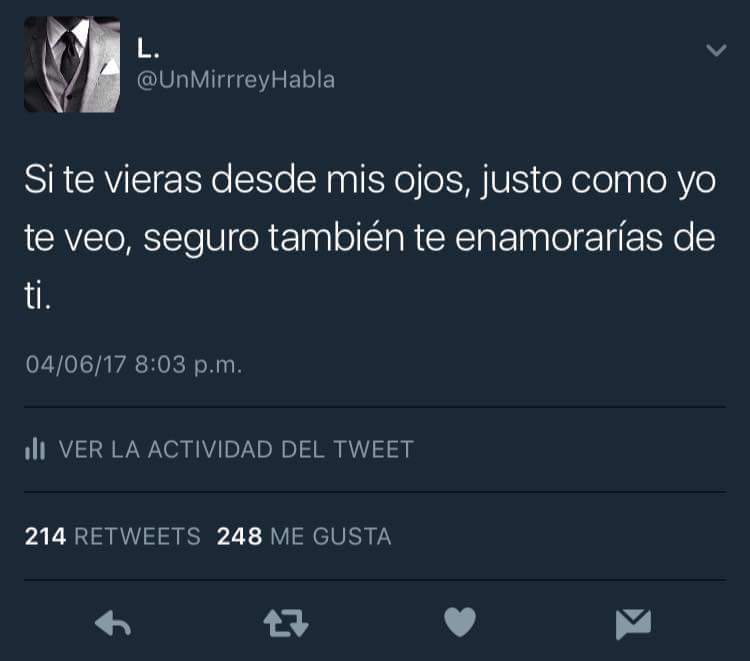 L.
@UnMirrreyHabla
Si te vieras desde mis ojos, justo como yo
te veo, seguro también te enamorarías de
ti.
04/06/17 8:03 p.m.
VER LA ACTIVIDAD DEL TWEET
214 RETWEETS 248 ME GUSTA